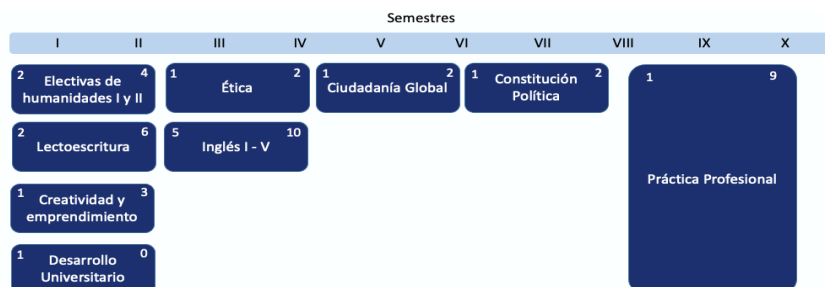 Semestres
I II III IV V VI VII VIII IX X
2 Electivas de 4
humanidades I y II
1 Ética 2
1 Ciudadanía Global 2
1 Constitución 2
Política
1 9
Práctica Profesional
2 Lectoescritura 6
5 Inglés I - V 10
1 Creatividad y 3
emprendimiento
1 Desarrollo 0
Universitario